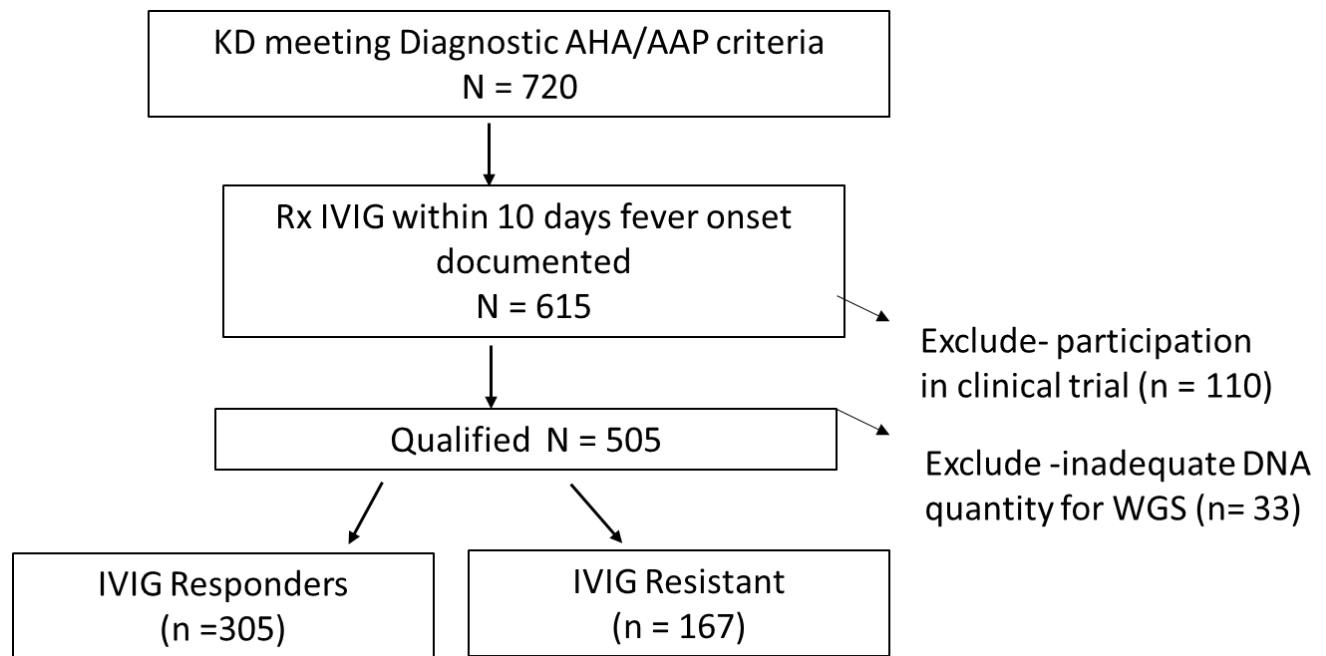 KD meeting Diagnostic AHA/AAP criteria
N = 720
Rx IVIG within 10 days fever onset
documented
N = 615
Exclude- participation
in clinical trial (n = 110)
Qualified  N = 505
Exclude -inadequate DNA
quantity for WGS (n= 33)
IVIG Responders
(n =305)
IVIG Resistant
(n = 167)